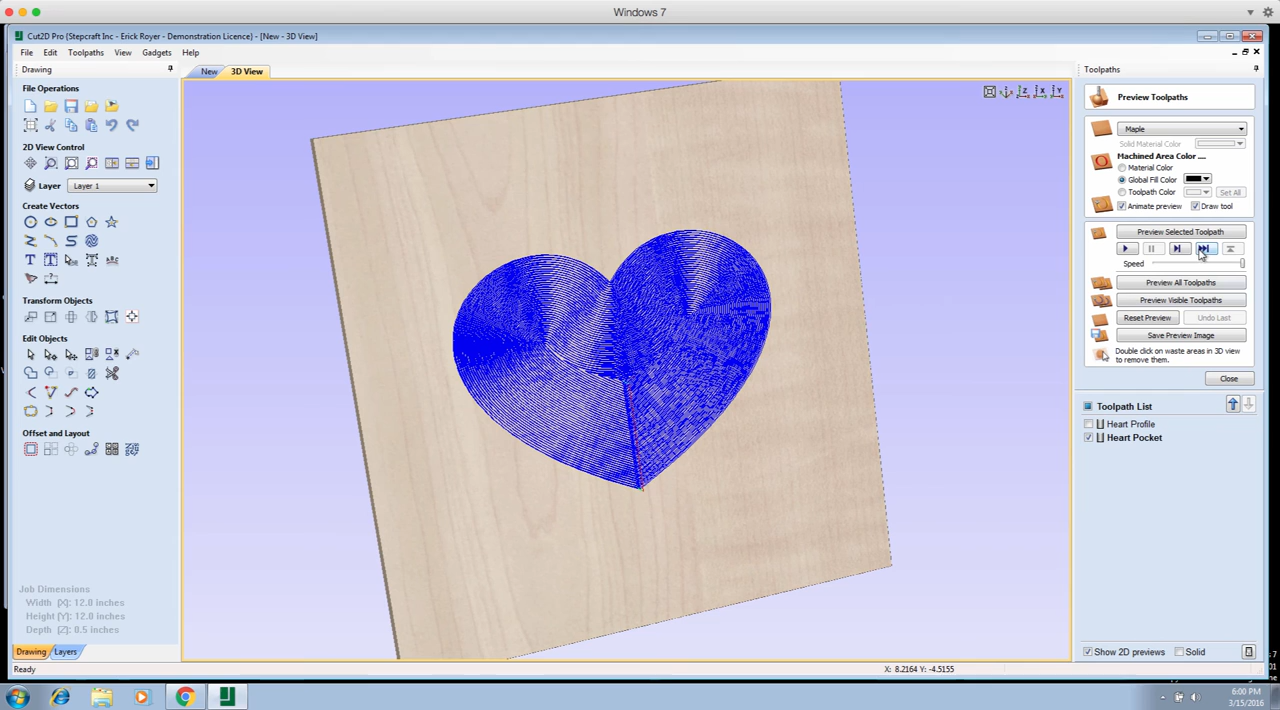 Windows 7
Cut2D Pro {Stepcraft Inc - Erick Royer - Demonstration Licence} - [New - 3D View]
File Edit Toolpaths View Gadgets Help
Drawing
File Operations
2D View Control
Layer Layer 1
Create Vectors
Transform Objects
Edit Objects
Offset and Layout
Job Dimensions
Width (X): 12.0 inches
Height (Y): 12.0 inches
Depth (Z): 0.5 inches
Drawing Layers
Ready
New 3D View
Z X Y
X: 8.2164 Y: -4.5155
Toolpaths
Preview Toolpaths
Maple
Solid Material Color
Machined Area Color ....
Material Color
Global Fill Color
Toolpath Color Set All
Animate preview Draw tool
Preview Selected Toolpath
Speed
Preview All Toolpaths
Preview Visible Toolpaths
Reset Preview Undo Last
Save Preview Image
Double click on waste areas in 3D view
to remove them.
Close
Toolpath List
Heart Profile
Heart Pocket
Show 2D previews Solid
6:00 PM
3/15/2016